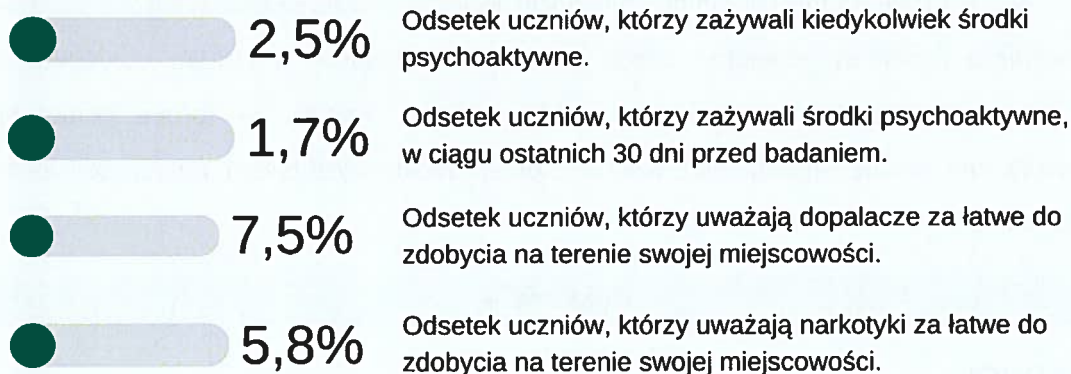 2,5%
Odsetek uczniów, którzy zażywali kiedykolwiek środki
psychoaktywne.
1,7%
Odsetek uczniów, którzy zażywali środki psychoaktywne,
w ciągu ostatnich 30 dni przed badaniem.
7,5%
Odsetek uczniów, którzy uważają dopalacze za łatwe do
zdobycia na terenie swojej miejscowości.
5,8%
Odsetek uczniów, którzy uważają narkotyki za łatwe do
zdobycia na terenie swojej miejscowości.